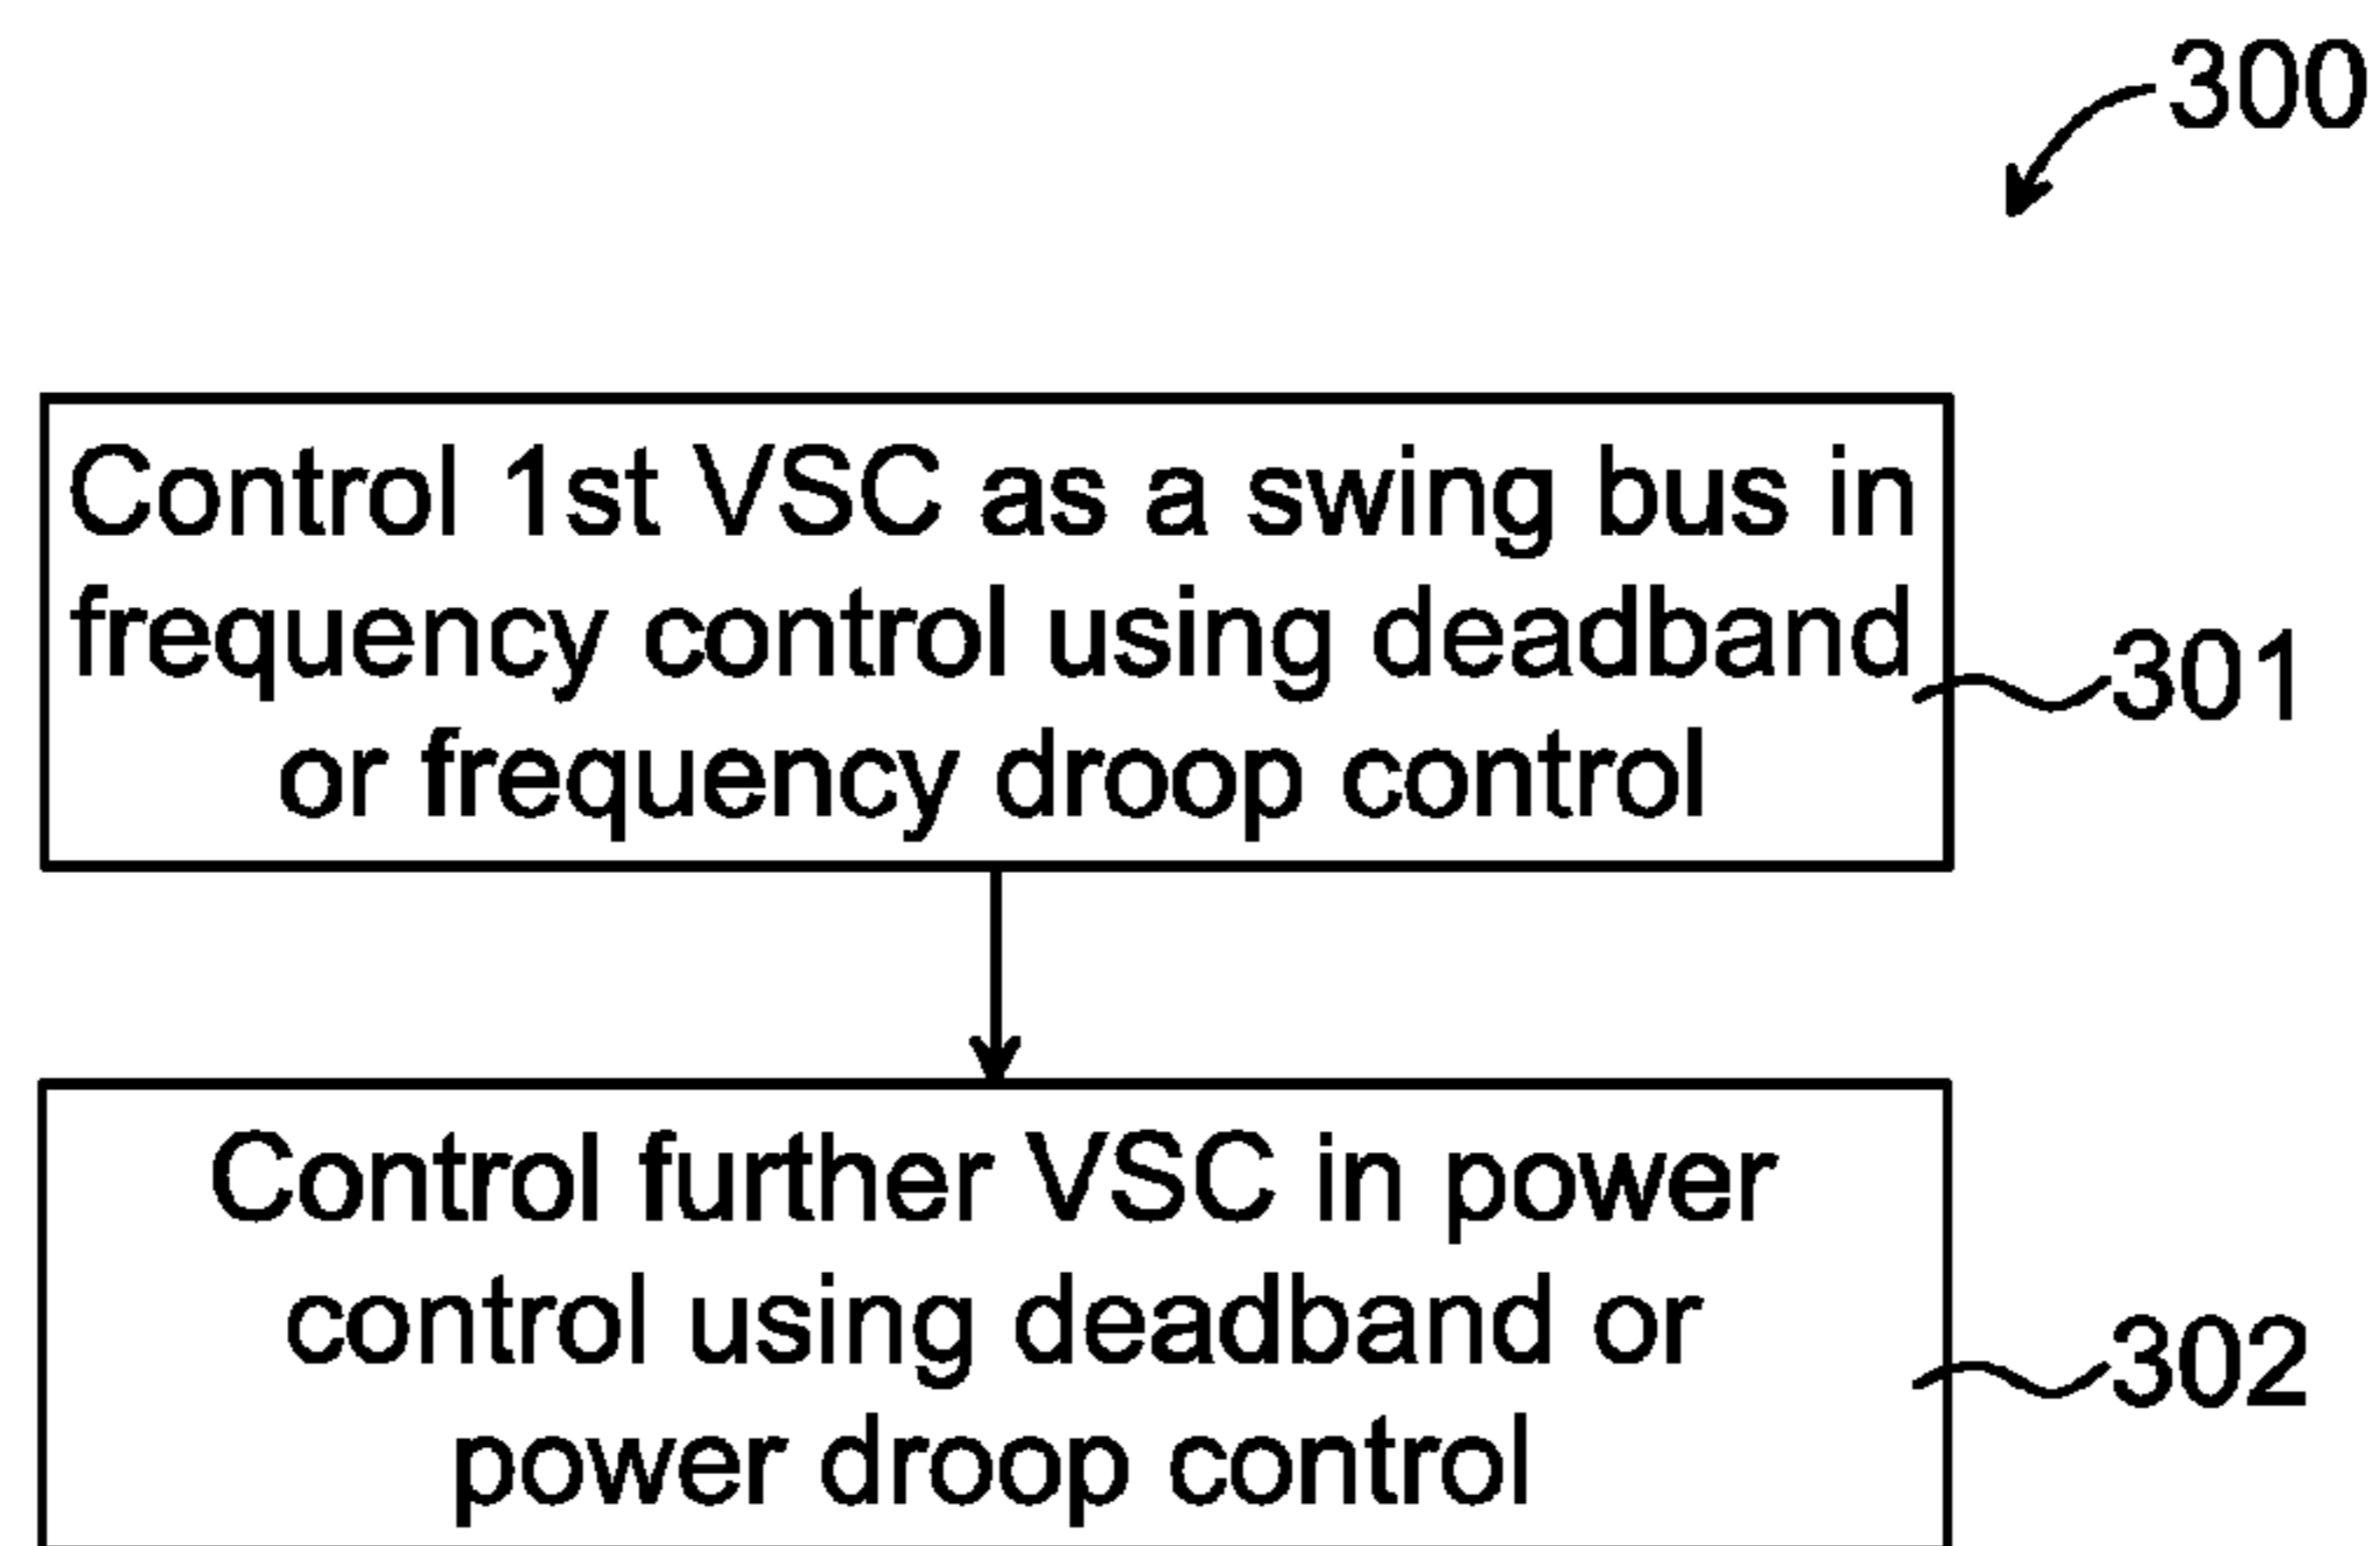 300
Control 1st VSC as a swing bus in
frequency control using deadband
or frequency droop control
301
Control further VSC in power
control using deadband or
power droop control
302